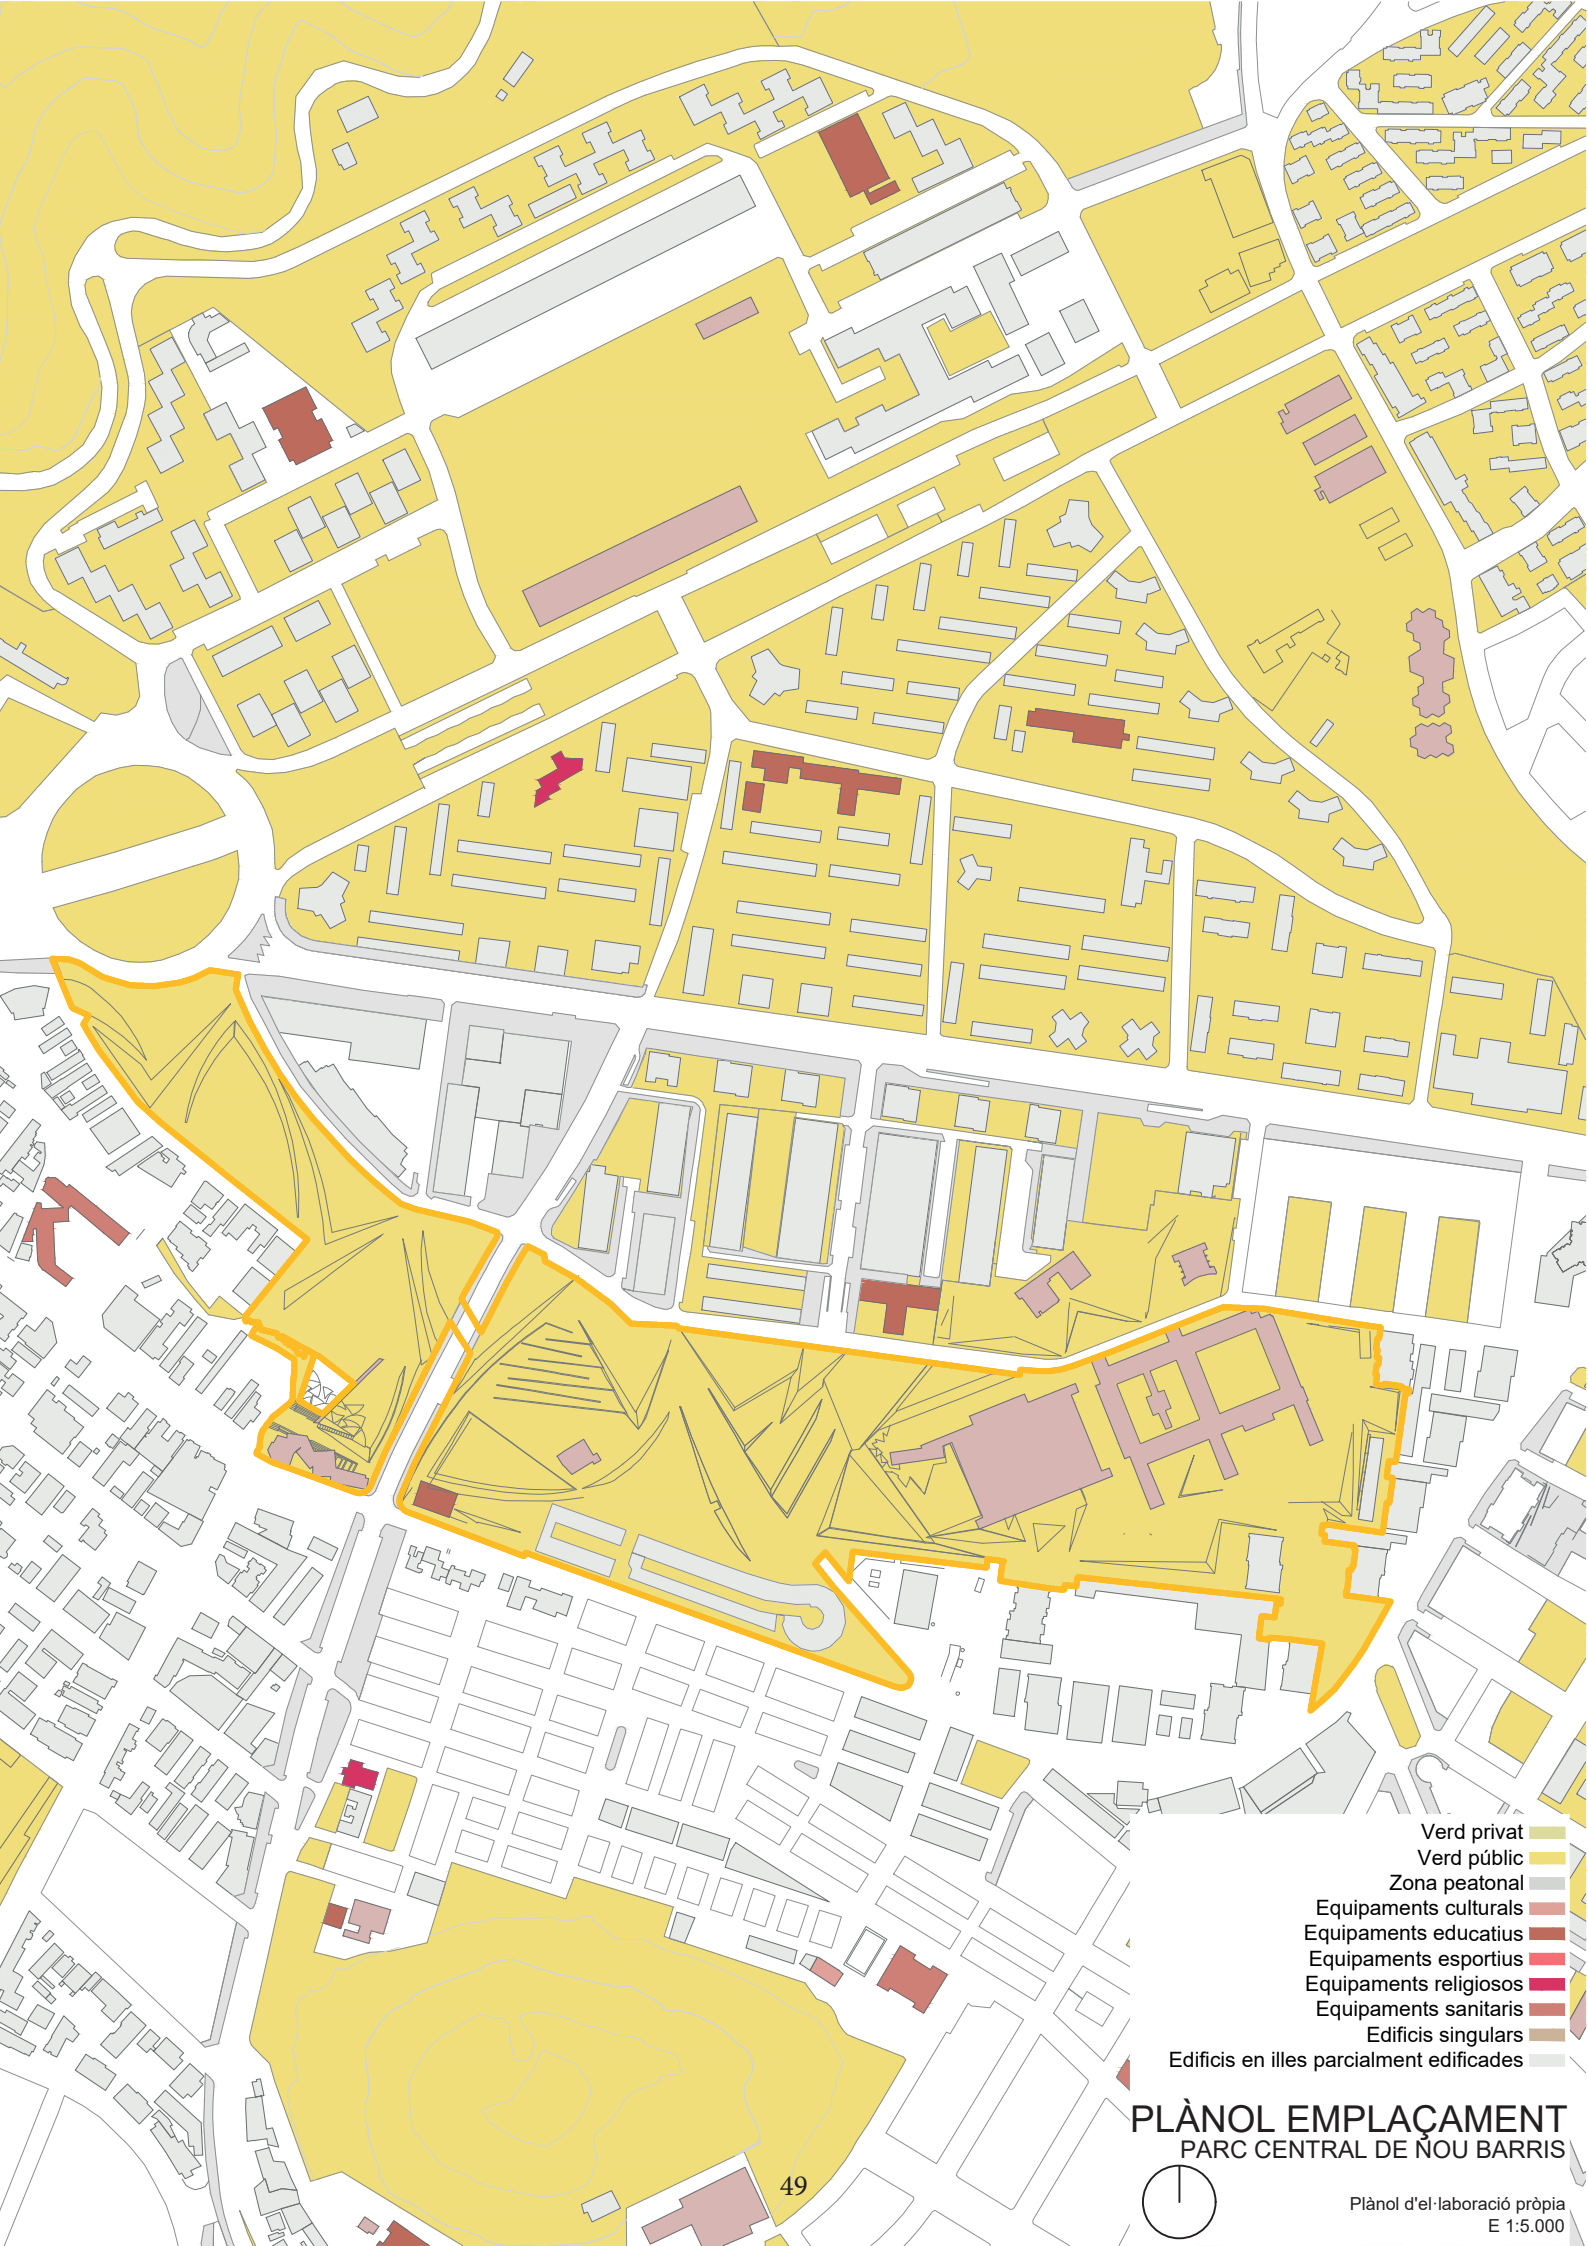 Verd privat
Verd públic
Zona peatonal
Equipaments culturals
Equipaments educatius
Equipaments esportius
Equipaments religiosos
Equipaments sanitaris
Edificis singulars
Edificis en illes parcialment edificades
PLÀNOL EMPLAÇAMENT
PARC CENTRAL DE NOU BARRIS
49
Plànol d'el·laboració pròpia
E 1:5.000